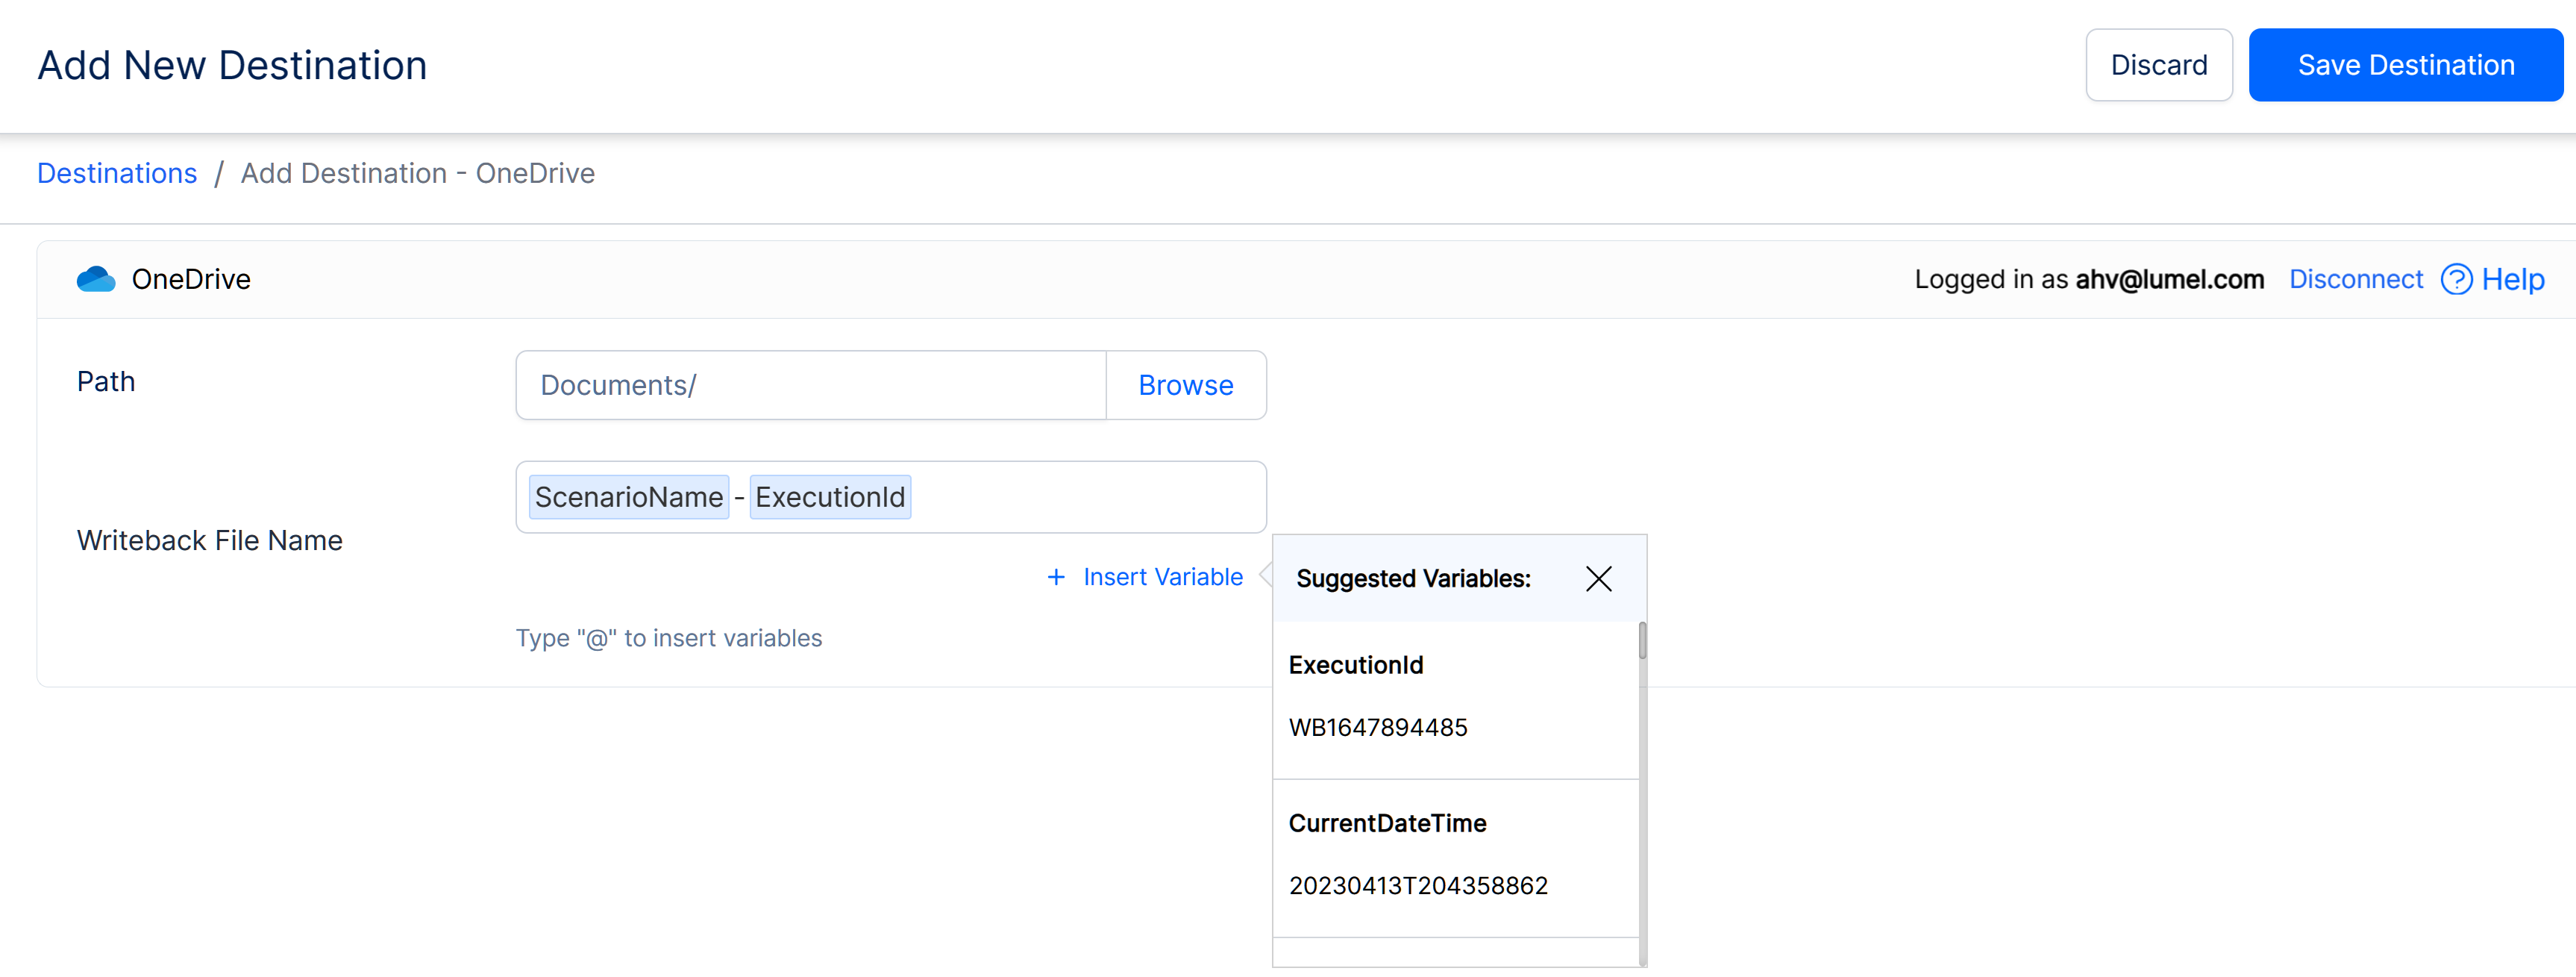 Add New Destination
Discard
Save Destination
Destinations / Add Destination - OneDrive
OneDrive
Logged in as ahv@lumel.com
Disconnect
Help
Path
Documents/
Browse
Writeback File Name
ScenarioName - ExecutionId
+ Insert Variable
Type "@" to insert variables
Suggested Variables:
ExecutionId
WB1647894485
CurrentDateTime
20230413T204358862